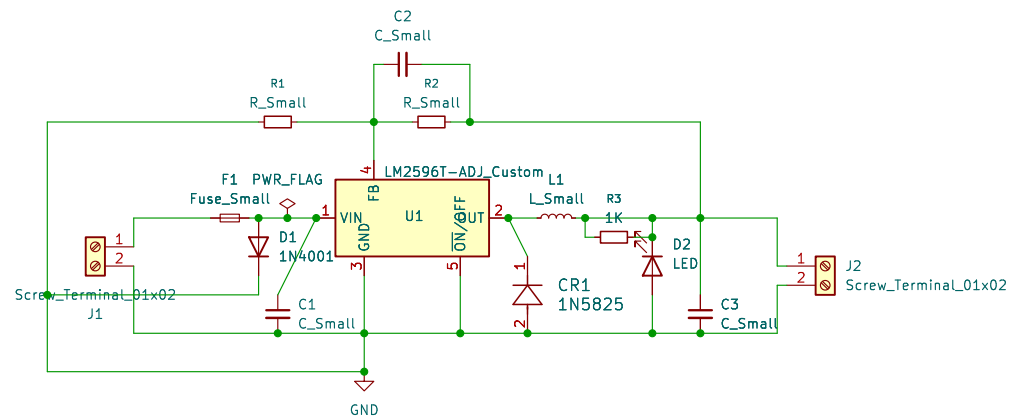 C2
C_Small
R1
R_Small
R2
R_Small
4
LM2596T-ADJ_Custom
FB
F1
Fuse_Small
PWR_FLAG
L1
L_Small
R3
1K
1
VIN
U1
OUT
2
GND
ON/OFF
D1
1N4001
D2
LED
1
2
Screw_Terminal_01x02
J1
3
5
1
CR1
1N5825
2
C1
C_Small
C3
C_Small
1
2
J2
Screw_Terminal_01x02
GND